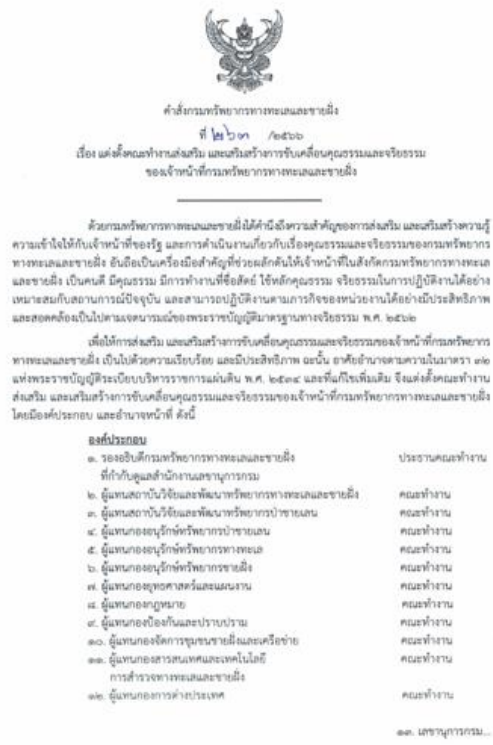 คำสั่งกรมทรัพยากรทางทะเลและชายฝั่ง
ที่ ๒๖๓ /๒๕๖๖
เรื่อง แต่งตั้งคณะทำงานส่งเสริม และเสริมสร้างการขับเคลื่อนคุณธรรมและจริยธรรม
ของเจ้าหน้าที่กรมทรัพยากรทางทะเลและชายฝั่ง
ด้วยกรมทรัพยากรทางทะเลและชายฝั่งได้คำนึงถึงความสำคัญของการส่งเสริม และเสริมสร้างความรู้
ความเข้าใจให้กับเจ้าหน้าที่ของรัฐ และการดำเนินงานเกี่ยวกับเรื่องคุณธรรมและจริยธรรมของกรมทรัพยากร
ทางทะเลและชายฝั่ง อันถือเป็นเครื่องมือสำคัญที่ช่วยผลักดันให้เจ้าหน้าที่ในสังกัดกรมทรัพยากรทางทะเล
และชายฝั่ง เป็นคนดี มีคุณธรรม มีการทำงานที่ซื่อสัตย์ ใช้หลักคุณธรรม จริยธรรมในการปฏิบัติงานได้อย่าง
เหมาะสมกับสถานการณ์ปัจจุบัน และสามารถปฏิบัติงานตามภารกิจของหน่วยงานได้อย่างมีประสิทธิภาพ
และสอดคล้องเป็นไปตามเจตนารมณ์ของพระราชบัญญัติมาตรฐานทางจริยธรรม พ.ศ. ๒๕๖๒
เพื่อให้การส่งเสริม และเสริมสร้างการขับเคลื่อนคุณธรรมและจริยธรรมของเจ้าหน้าที่กรมทรัพยากร
ทางทะเลและชายฝั่ง เป็นไปด้วยความเรียบร้อย และมีประสิทธิภาพ ฉะนั้น อาศัยอำนาจตามความในมาตรา ๓๒
แห่งพระราชบัญญัติระเบียบบริหารราชการแผ่นดิน พ.ศ. ๒๕๓๔ และที่แก้ไขเพิ่มเติม จึงแต่งตั้งคณะทำงาน
ส่งเสริม และเสริมสร้างการขับเคลื่อนคุณธรรมและจริยธรรมของเจ้าหน้าที่กรมทรัพยากรทางทะเลและชายฝั่ง
โดยมีองค์ประกอบ และอำนาจหน้าที่ ดังนี้
องค์ประกอบ
๑. รองอธิบดีกรมทรัพยากรทางทะเลและชายฝั่ง ประธานคณะทำงาน
ที่กำกับดูแลสำนักงานเลขานุการกรม
๒. ผู้แทนสถาบันวิจัยและพัฒนาทรัพยากรทางทะเลและชายฝั่ง คณะทำงาน
๓. ผู้แทนสถาบันวิจัยและพัฒนาทรัพยากรป่าชายเลน คณะทำงาน
๔. ผู้แทนกองอนุรักษ์ทรัพยากรป่าชายเลน คณะทำงาน
๕. ผู้แทนกองอนุรักษ์ทรัพยากรทางทะเล คณะทำงาน
๖. ผู้แทนกองอนุรักษ์ทรัพยากรชายฝั่ง คณะทำงาน
๗. ผู้แทนกองยุทธศาสตร์และแผนงาน คณะทำงาน
๘. ผู้แทนกองกฎหมาย คณะทำงาน
๙. ผู้แทนกองป้องกันและปราบปราม คณะทำงาน
๑๐. ผู้แทนกองจัดการชุมชนชายฝั่งและเครือข่าย คณะทำงาน
๑๑. ผู้แทนกองสารสนเทศและเทคโนโลยี คณะทำงาน
การสำรวจทางทะเลและชายฝั่ง
๑๒. ผู้แทนกองการต่างประเทศ คณะทำงาน
๑๓. เลขานุการกรม...